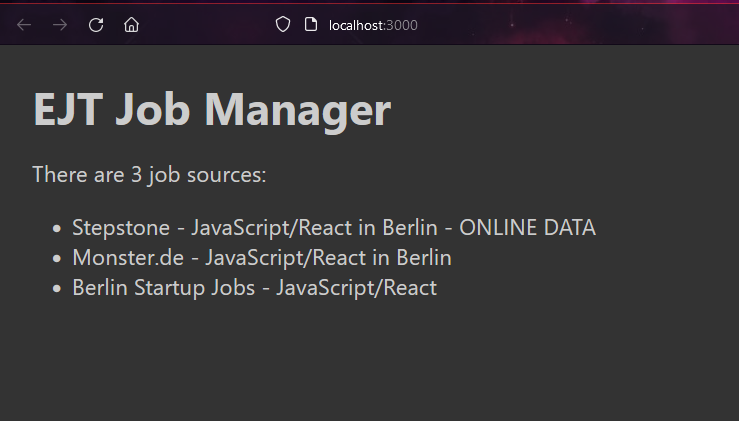 localhost:3000
EJT Job Manager
There are 3 job sources:
• Stepstone - JavaScript/React in Berlin - ONLINE DATA
• Monster.de - JavaScript/React in Berlin
• Berlin Startup Jobs - JavaScript/React